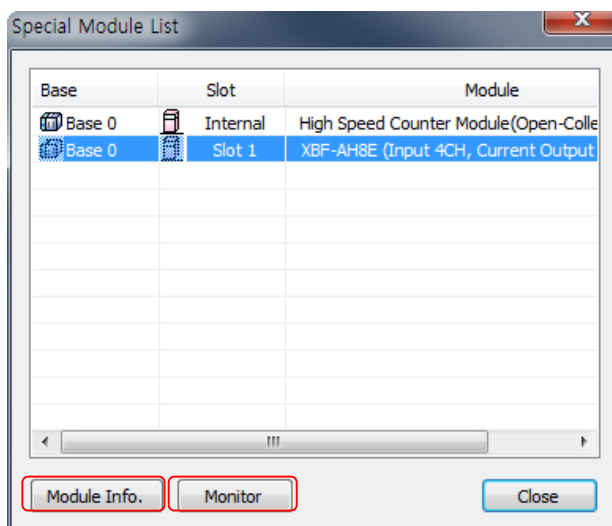 Special Module List
Base Slot Module
Base 0 Internal High Speed Counter Module(Open-Colle
Base 0 Slot 1 XBF-AH8E (Input 4CH, Current Output
Module Info. Monitor Close